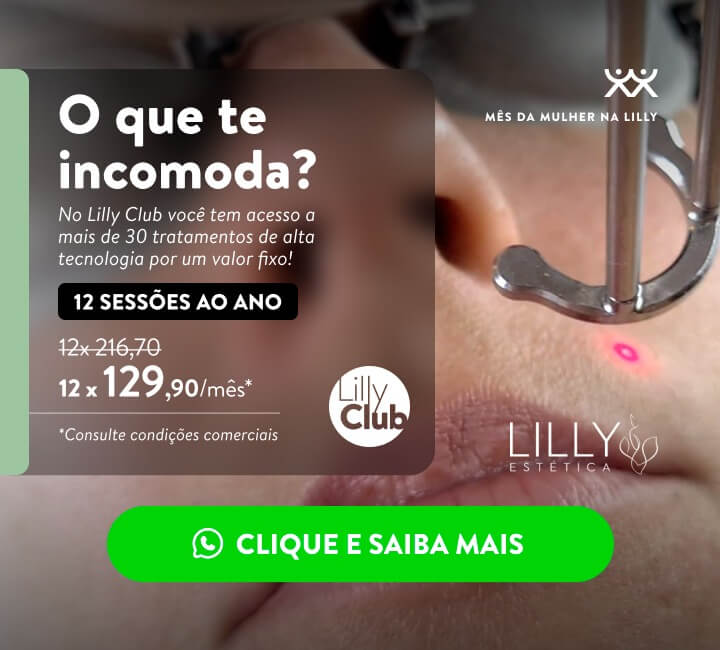 O que te
incomoda?
No Lilly Club você tem acesso a
mais de 30 tratamentos de alta
tecnologia por um valor fixo!
12 SESSÕES AO ANO
12x 216,70
12 x 129,90/mês*
*Consulte condições comerciais
Lilly
Club
MÊS DA MULHER NA LILLY
LILLY
ESTÉTICA
CLIQUE E SAIBA MAIS